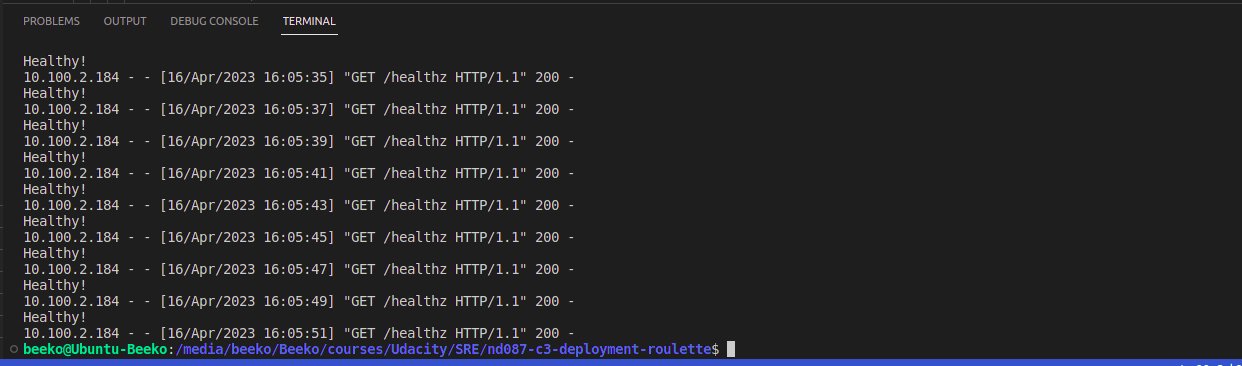 PROBLEMS OUTPUT DEBUG CONSOLE TERMINAL
Healthy!
10.100.2.184 - - [16/Apr/2023 16:05:35] "GET /healthz HTTP/1.1" 200 -
Healthy!
10.100.2.184 - - [16/Apr/2023 16:05:37] "GET /healthz HTTP/1.1" 200 -
Healthy!
10.100.2.184 - - [16/Apr/2023 16:05:39] "GET /healthz HTTP/1.1" 200 -
Healthy!
10.100.2.184 - - [16/Apr/2023 16:05:41] "GET /healthz HTTP/1.1" 200 -
Healthy!
10.100.2.184 - - [16/Apr/2023 16:05:43] "GET /healthz HTTP/1.1" 200 -
Healthy!
10.100.2.184 - - [16/Apr/2023 16:05:45] "GET /healthz HTTP/1.1" 200 -
Healthy!
10.100.2.184 - - [16/Apr/2023 16:05:47] "GET /healthz HTTP/1.1" 200 -
Healthy!
10.100.2.184 - - [16/Apr/2023 16:05:49] "GET /healthz HTTP/1.1" 200 -
Healthy!
10.100.2.184 - - [16/Apr/2023 16:05:51] "GET /healthz HTTP/1.1" 200 -
beeko@Ubuntu-Beeko:/media/beeko/Beeko/courses/Udacity/SRE/nd087-c3-deployment-roulette$